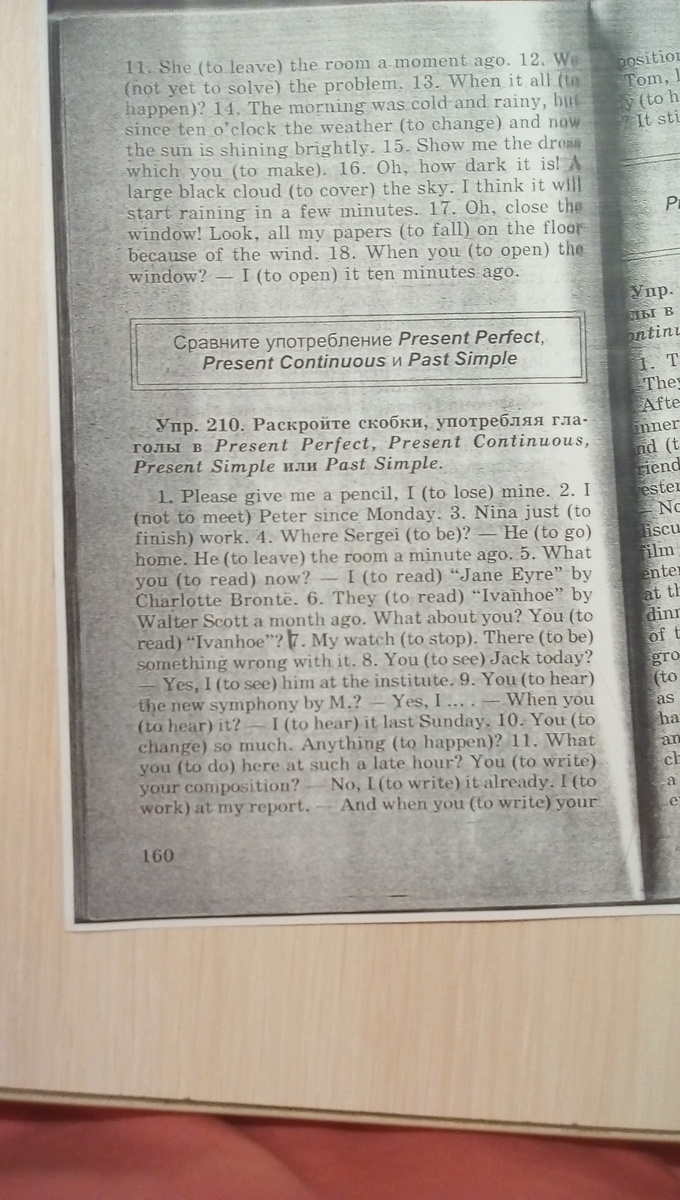 11. She (to leave) the room a moment ago. 12. We
(not yet to solve) the problem. 13. When it all (to
happen)? 14. The morning was cold and rainy, but
since ten o'clock the weather (to change) and now
the sun is shining brightly. 15. Show me the dress
which you (to make). 16. Oh, how dark it is! A
large black cloud (to cover) the sky. I think it will
start raining in a few minutes. 17. Oh, close the
window! Look, all my papers (to fall) on the floor
because of the wind. 18. When you (to open) the
window? — I (to open) it ten minutes ago.
Сравните употребление Present Perfect,
Present Continuous и Past Simple
Упр. 210. Раскройте скобки, употребляя гла-
голы в Present Perfect, Present Continuous,
Present Simple или Past Simple.
1. Please give me a pencil, I (to lose) mine. 2. I
(not to meet) Peter since Monday. 3. Nina just (to
finish) work. 4. Where Sergei (to be)? — He (to go)
home. He (to leave) the room a minute ago. 5. What
you (to read) now? — I (to read) “Jane Eyre” by
Charlotte Bronte. 6. They (to read) “Ivanhoe” by
Walter Scott a month ago. What about you? You (to
read) “Ivanhoe”? 7. My watch (to stop). There (to be)
something wrong with it. 8. You (to see) Jack today?
— Yes, I (to see) him at the institute. 9. You (to hear)
the new symphony by M.? — Yes, I ... . — When you
(to hear) it? — I (to hear) it last Sunday. 10. You (to
change) so much. Anything (to happen)? 11. What
you (to do) here at such a late hour? You (to write)
your composition? — No, I (to write) it already. I (to
work) at my report. — And when you (to write) your
160
Tom,
(to
It
Упр.
в
1.
They
(to
as
a